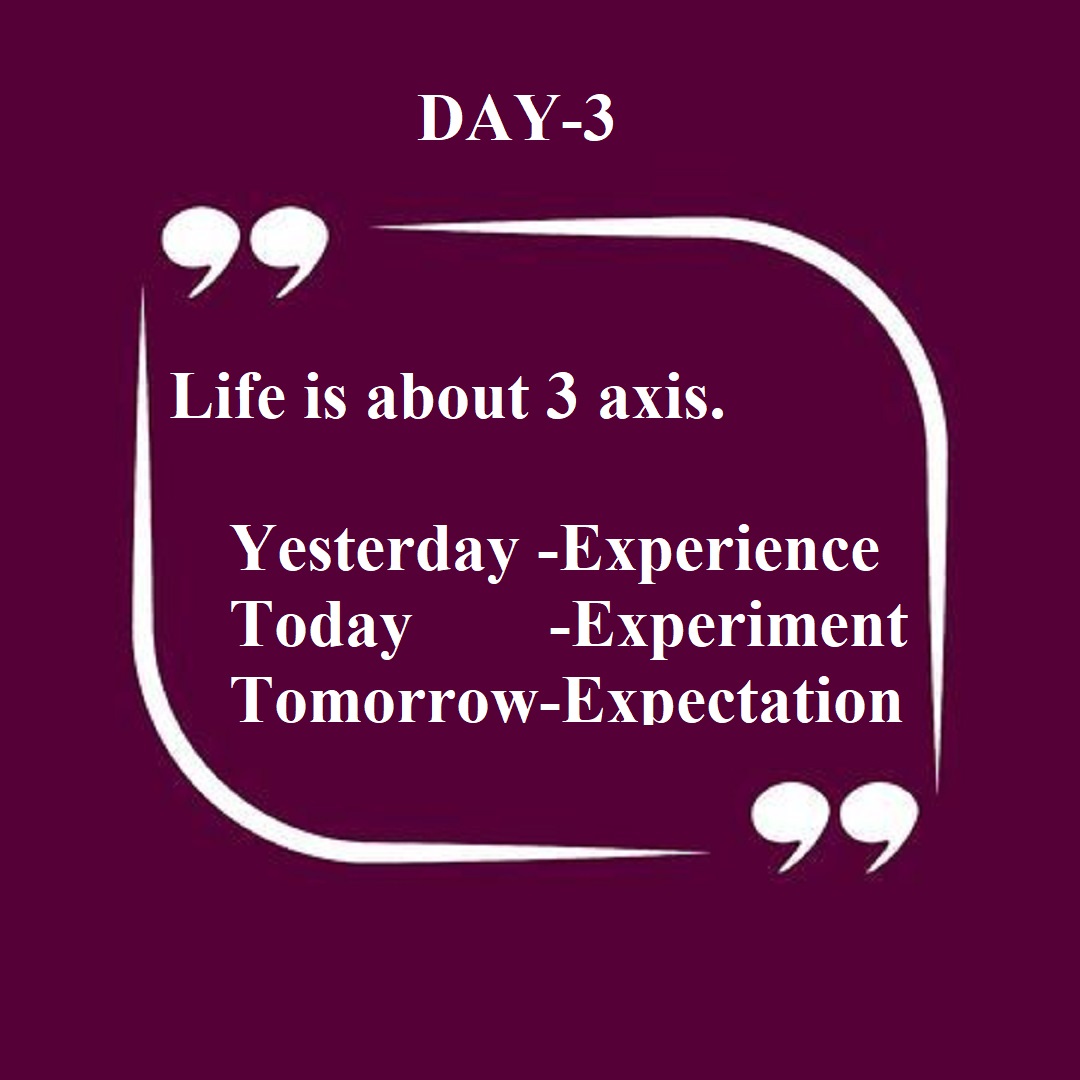 DAY-3
Life is about 3 axis.
Yesterday -Experience
Today -Experiment
Tomorrow-Expectation